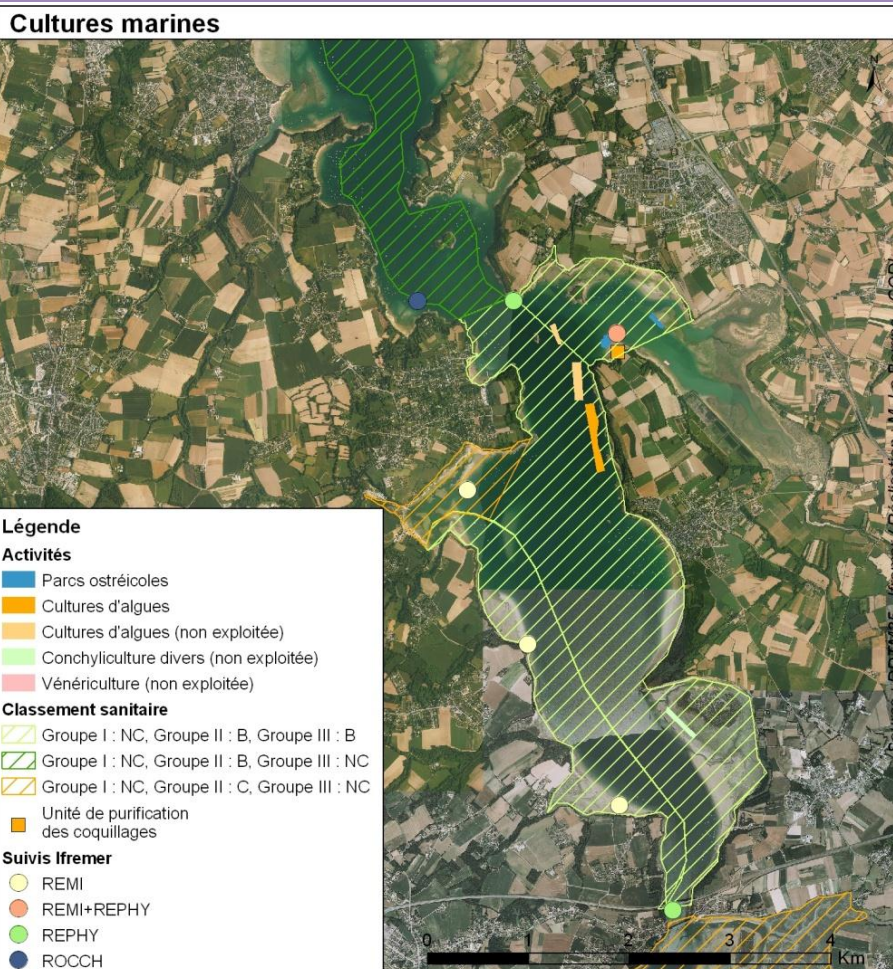 Cultures marines
Légende
Activités
Parcs ostréicoles
Cultures d'algues
Cultures d'algues (non exploitée)
Conchyliculture divers (non exploitée)
Vénériculture (non exploitée)
Classement sanitaire
Groupe I : NC, Groupe II : B, Groupe III : B
Groupe I : NC, Groupe II : B, Groupe III : NC
Groupe I : NC, Groupe II : C, Groupe III : NC
Unité de purification
des coquillages
Suivis Ifremer
REMI
REMI+REPHY
REPHY
ROCCH
0 1 2 3 4
Km